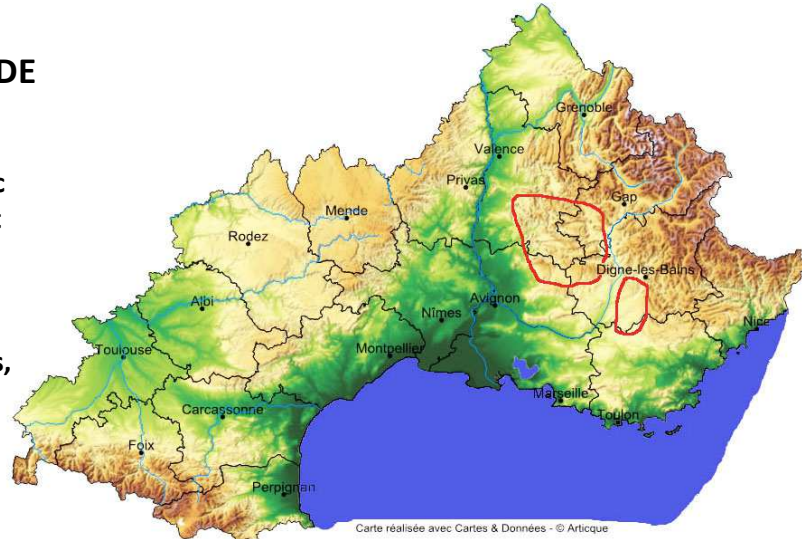 DE
c
:
s,
Grenoble
Valence
Privas
Gap
Mende
Rodez
Digne-les-Bains
Albi
Avignon
Nîmes
Nice
Toulouse
Montpellier
Marseille
Carcassonne
Toulon
Foix
Perpignan
Carte réalisée avec Cartes & Données - © Articque